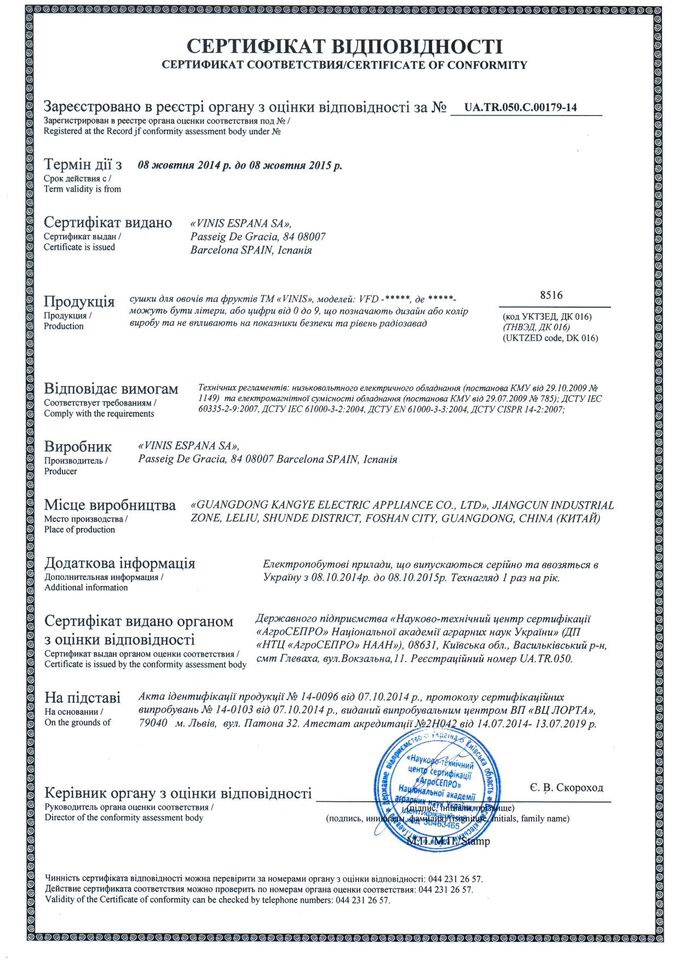 СЕРТИФІКАТ ВІДПОВІДНОСТІ
СЕРТИФИКАТ СООТВЕТСТВИЯ/CERTIFICATE OF CONFORMITY
Зареєстровано в реєстрі органу з оцінки відповідності за № UA.TR.050.C.00179-14
Зарегистрирован в реестре органа оценки соответствия под № /
Registered at the Record jf conformity assessment body under №
Термін дії з 08 жовтня 2014 р. до 08 жовтня 2015 р.
Срок действия с /
Term validity is from
Сертифікат видано «VINIS ESPANA SA»,
Сертификат выдан / Passeig De Gracia, 84 08007
Certificate is issued Barcelona SPAIN, Іспанія
Продукція сушки для овочів та фруктів ТМ «VINIS», моделей: VFD -*****, де *****- 8516
Продукция / можуть бути літери, або цифри від 0 до 9, що позначають дизайн або колір (код УКТЗЕД, ДК 016)
Production виробу та не впливають на показники безпеки та рівень радіозавад (ТНВЭД, ДК 016)
(UKTZED code, DK 016)
Відповідає вимогам Технічних регламентів: низьковольтного електричного обладнання (постанова КМУ від 29.10.2009 №
Соответствует требованиям / 1149) та електромагнітної сумісності обладнання (постанова КМУ від 29.07.2009 № 785); ДСТУ IEC
Comply with the requirements 60335-2-9:2007, ДСТУ IEC 61000-3-2:2004, ДСТУ EN 61000-3-3:2004, ДСТУ CISPR 14-2:2007;
Виробник «VINIS ESPANA SA»,
Производитель / Passeig De Gracia, 84 08007 Barcelona SPAIN, Іспанія
Producer
Місце виробництва «GUANGDONG KANGYE ELECTRIC APPLIANCE CO., LTD», JIANGCUN INDUSTRIAL
Место производства / ZONE, LELIU, SHUNDE DISTRICT, FOSHAN CITY, GUANGDONG, CHINA (КИТАЙ)
Place of production
Додаткова інформація Електропобутові прилади, що випускаються серійно та ввозяться в
Дополнительная информация / Україну з 08.10.2014р. до 08.10.2015р. Технагляд 1 раз на рік.
Additional information
Сертифікат видано органом Державного підприємства «Науково-технічний центр сертифікації
з оцінки відповідності «АгроСЕПРО» Національної академії аграрних наук України» (ДП
Сертификат выдан органом оценки соответствия / «НТЦ «АгроСЕПРО» НААН»), 08631, Київська обл., Васильківський р-н,
Certificate is issued by the conformity assessment body смт Глеваха, вул.Вокзальна,11. Реєстраційний номер UA.TR.050.
На підставі Акта ідентифікації продукції № 14-0096 від 07.10.2014 р., протоколу сертифікаційних
На основании / випробувань № 14-0103 від 07.10.2014 р., виданий випробувальним центром ВП «ВЦ ЛОРТА»,
On the grounds of 79040 м. Львів, вул. Патона 32. Атестат акредитації №2Н042 від 14.07.2014- 13.07.2019 р.
Керівник органу з оцінки відповідності Є. В. Скороход
Руководитель органа оценки соответствия / (підпис, ініціали, прізвище)
Director of the conformity assessment body (подпись, инициалы, фамилия) (signature, initials, family name)
М.П./М.П./Stamp
«Науково-технічний
центр сертифікації
«АгроСЕПРО»
Національної академії
аграрних наук України»
Чинність сертифіката відповідності можна перевірити за номерами органу з оцінки відповідності: 044 231 26 57.
Действие сертификата соответствия можно проверить по номерам органа оценки соответствия: 044 231 26 57.
Validity of the Certificate of conformity can be checked by telephone numbers: 044 231 26 57.